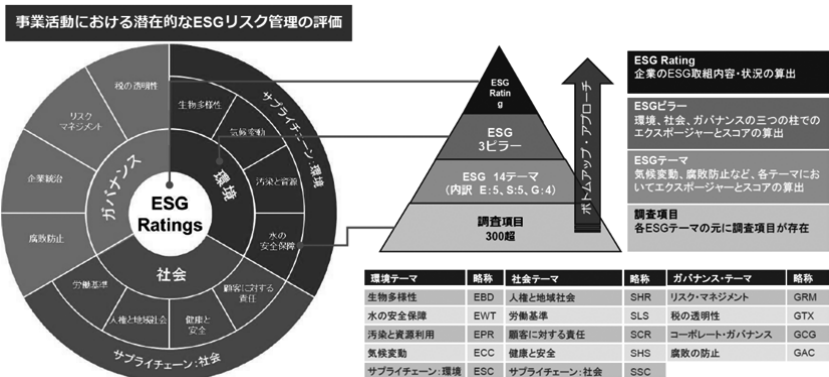 事業活動における潜在的なESGリスク管理の評価
税の透明性
リスク
マネジメント
企業統治
腐敗防止
ガバナンス
生物多様性
気候変動
汚染と資源
水の
安全保障
環境
サプライチェーン:環境
ESG
Ratings
社会
労働基準
人権と地域社会
健康と
安全
顧客に対する
責任
サプライチェーン:社会
ESG
Ratin
g
ESG
3ピラー
ESG 14テーマ
(内訳 E:5、S:5、G:4)
調査項目
300超
ボトムアップ・アプローチ
ESG Rating
企業のESG取組内容・状況の算出
ESGピラー
環境、社会、ガバナンスの三つの柱での
エクスポージャーとスコアの算出
ESGテーマ
気候変動、腐敗防止など、各テーマにお
いてエクスポージャーとスコアの算出
調査項目
各ESGテーマの元に調査項目が存在
環境テーマ 略称 社会テーマ 略称 ガバナンス・テーマ 略称
生物多様性 EBD 人権と地域社会 SHR リスク・マネジメント GRM
水の安全保障 EWT 労働基準 SLS 税の透明性 GTX
汚染と資源利用 EPR 顧客に対する責任 SCR コーポレート・ガバナンス GCG
気候変動 ECC 健康と安全 SHS 腐敗の防止 GAC
サプライチェーン:環境 ESC サプライチェーン:社会 SSC